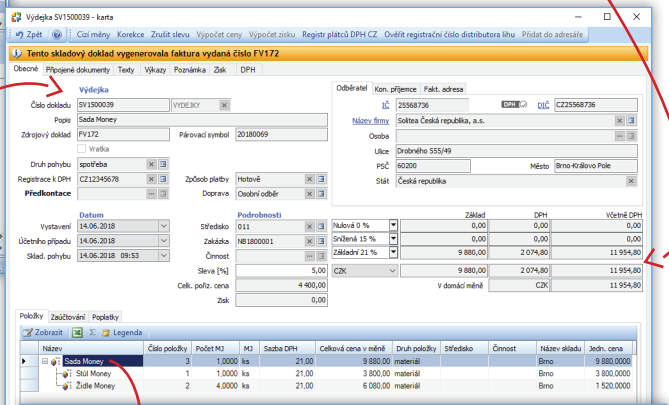 Výdejka SV1500039 - karta
Zpět Cizí měny Korekce Zrušit slevu Výpočet ceny Výpočet zisku Registr plátců DPH CZ Ověřit registrační číslo distributora lihu Přidat do adresáře
Tento skladový doklad vygenerovala faktura vydaná číslo FV172
Obecné Připojené dokumenty Texty Výkazy Poznámka Zisk DPH
Výdejka
Číslo dokladu SV1500039 VÝDEJKY
Popis Sada Money
Zdrojový doklad FV172 Párovací symbol 20180069
Vratka
Druh pohybu spotřeba
Registrace k DPH CZ12345678 Způsob platby Hotově
Předkontace Doprava Osobní odběr
Odběratel Kon. příjemce Fakt. adresa
IČ 25568736 DPH DIČ CZ25568736
Název firmy Solitea Česká republika, a.s.
Osoba
Ulice Drobného 555/49
PSČ 60200 Město Brno-Královo Pole
Stát Česká republika
Datum Podrobnosti
Vystavení 14.06.2018 Středisko 011
Účetního případu 14.06.2018 Zakázka NB1800001
Sklad. pohybu 14.06.2018 09:53 Činnost
Sleva [%] 5,00
Celk. poříz. cena 4 400,00
Zisk 0,00
Základ DPH Včetně DPH
Nulová 0 % 0,00 0,00 0,00
Snížená 15 % 0,00 0,00 0,00
Základní 21 % 9 880,00 2 074,80 11 954,80
CZK 9 880,00 2 074,80 11 954,80
V domácí měně CZK 11 954,80
Položky Zaúčtování Poplatky
Zobrazit Σ Legenda
Název Číslo položky Počet MJ MJ Sazba DPH Celková cena v měně Druh položky Středisko Činnost Název skladu Jedn. cena
Sada Money 3 1,0000 ks 21,00 9 880,00 materiál Brno 9 880,0000
Stůl Money 1 1,0000 ks 21,00 3 800,00 materiál Brno 3 800,0000
Židle Money 2 4,0000 ks 21,00 6 080,00 materiál Brno 1 520,0000